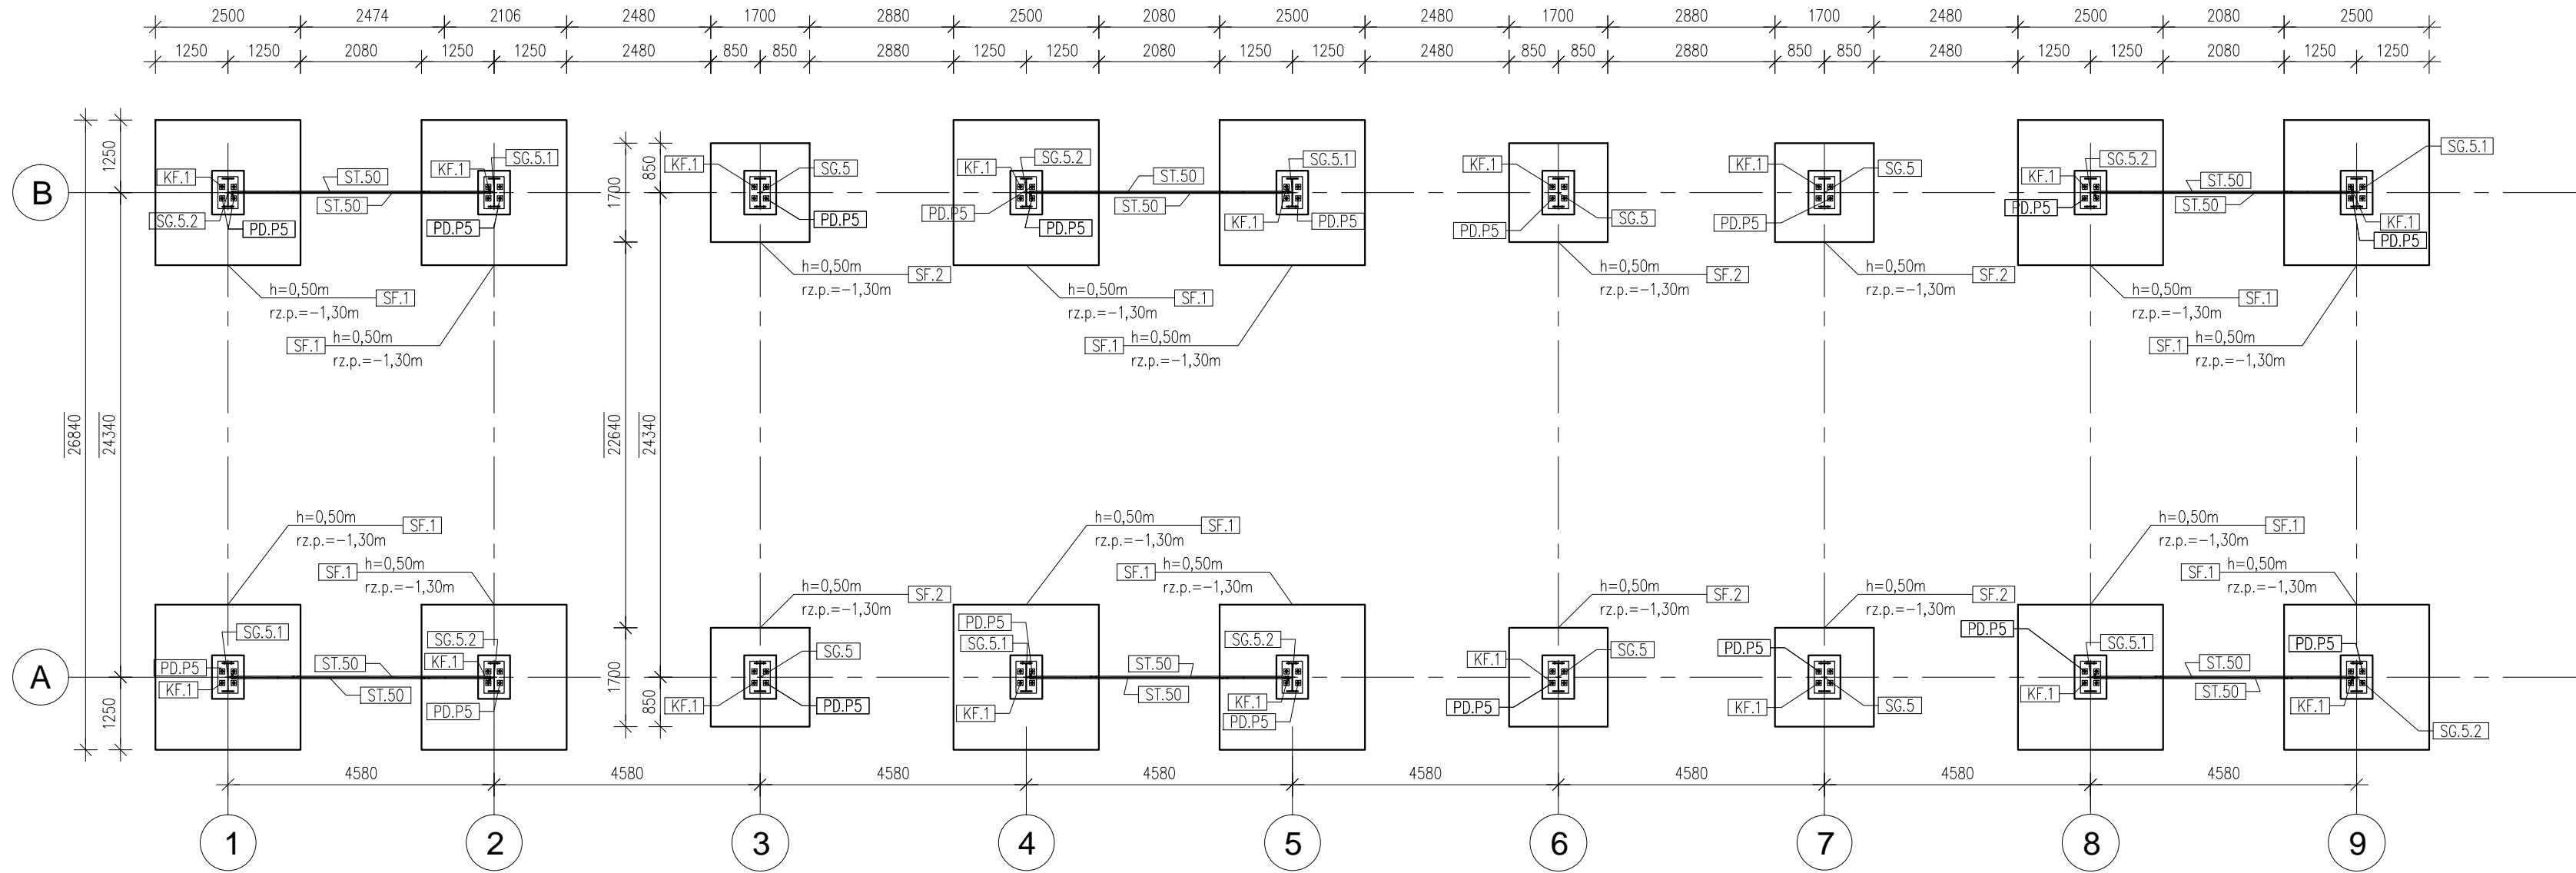 2500 2474 2106 2480 1700 2880 2500 2080 2500 2480 1700 2880 1700 2480 2500 2080 2500
1250 1250 2080 1250 1250 2480 850 850 2880 1250 1250 2080 1250 1250 2480 850 850 2880 850 850 2480 1250 1250 2080 1250 1250
26840
1250
24340
1250
1700
22640
1700
850
24340
850
B
KF.1
SG.5.2
PD.P5
ST.50
ST.50
KF.1
SG.5.1
PD.P5
KF.1
SG.5
PD.P5
KF.1
SG.5.2
PD.P5
PD.P5
ST.50
ST.50
SG.5.1
KF.1
PD.P5
KF.1
PD.P5
SG.5
KF.1
PD.P5
SG.5
KF.1
SG.5.2
PD.P5
ST.50
ST.50
SG.5.1
KF.1
PD.P5
h=0,50m SF.1
rz.p.=−1,30m
SF.1 h=0,50m
rz.p.=−1,30m
h=0,50m SF.2
rz.p.=−1,30m
h=0,50m SF.1
rz.p.=−1,30m
SF.1 h=0,50m
rz.p.=−1,30m
h=0,50m SF.2
rz.p.=−1,30m
h=0,50m SF.2
rz.p.=−1,30m
h=0,50m SF.1
rz.p.=−1,30m
SF.1 h=0,50m
rz.p.=−1,30m
h=0,50m SF.1
rz.p.=−1,30m
SF.1 h=0,50m
rz.p.=−1,30m
h=0,50m SF.2
rz.p.=−1,30m
h=0,50m SF.1
rz.p.=−1,30m
SF.1 h=0,50m
rz.p.=−1,30m
h=0,50m SF.2
rz.p.=−1,30m
h=0,50m SF.2
rz.p.=−1,30m
h=0,50m SF.1
rz.p.=−1,30m
SF.1 h=0,50m
rz.p.=−1,30m
A
SG.5.1
PD.P5
KF.1
ST.50
ST.50
SG.5.2
KF.1
PD.P5
SG.5
KF.1
PD.P5
PD.P5
SG.5.1
KF.1
ST.50
ST.50
SG.5.2
KF.1
PD.P5
KF.1
SG.5
PD.P5
PD.P5
KF.1
SG.5
PD.P5
SG.5.1
KF.1
ST.50
ST.50
PD.P5
KF.1
SG.5.2
4580 4580 4580 4580 4580 4580 4580 4580
1 2 3 4 5 6 7 8 9